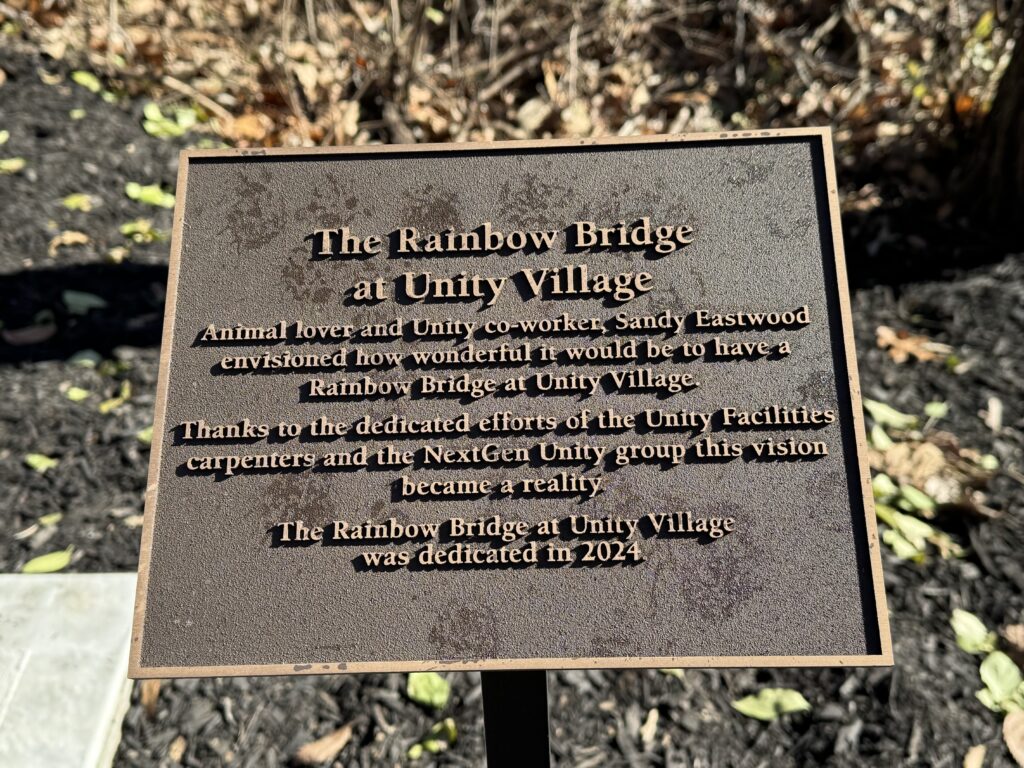 The Rainbow Bridge
at Unity Village
Animal lover and Unity co-worker, Sandy Eastwood
envisioned how wonderful it would be to have a
Rainbow Bridge at Unity Village.
Thanks to the dedicated efforts of the Unity Facilities
carpenters and the NextGen Unity group this vision
became a reality.
The Rainbow Bridge at Unity Village
was dedicated in 2024.